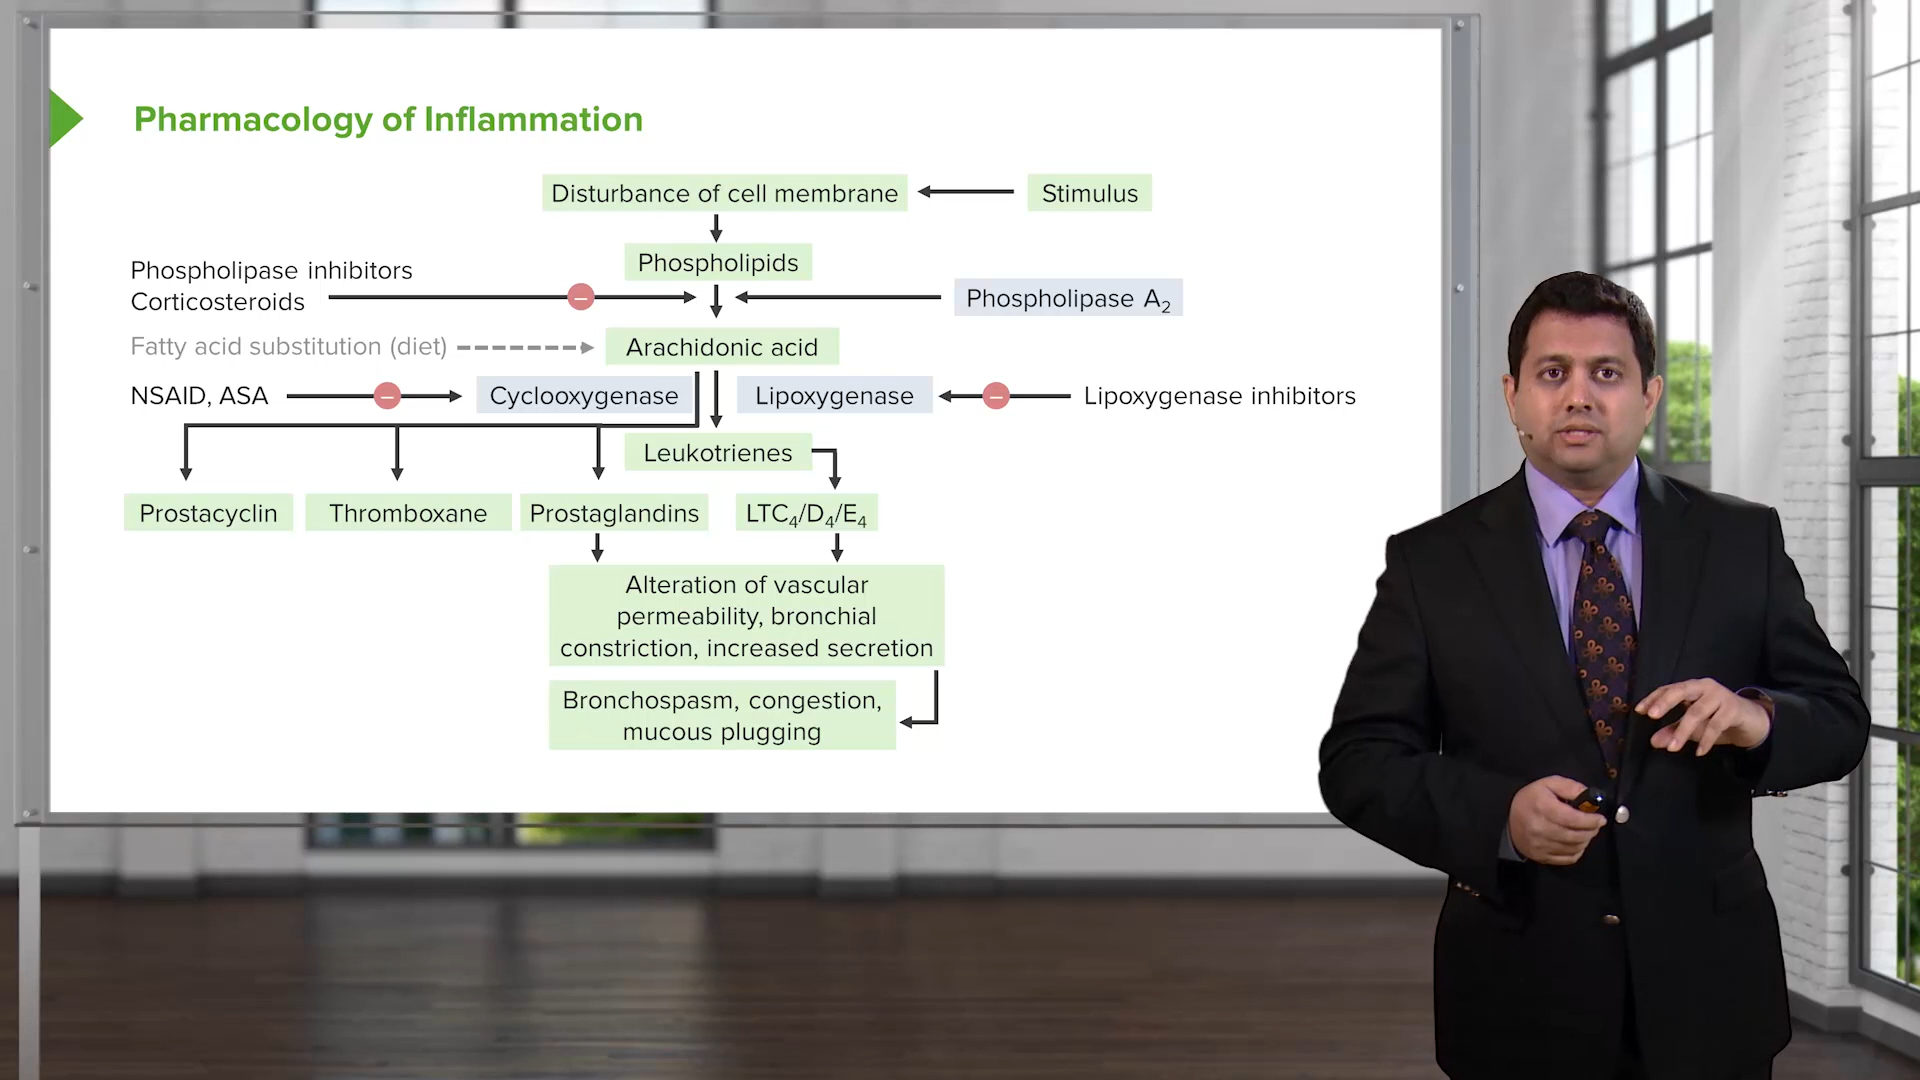 Pharmacology of Inflammation
Disturbance of cell membrane
Stimulus
Phospholipids
Phospholipase inhibitors
Corticosteroids
–
Phospholipase A₂
Fatty acid substitution (diet)
Arachidonic acid
NSAID, ASA
–
Cyclooxygenase
Lipoxygenase
–
Lipoxygenase inhibitors
Leukotrienes
Prostacyclin
Thromboxane
Prostaglandins
LTC₄/D₄/E₄
Alteration of vascular
permeability, bronchial
constriction, increased secretion
Bronchospasm, congestion,
mucous plugging